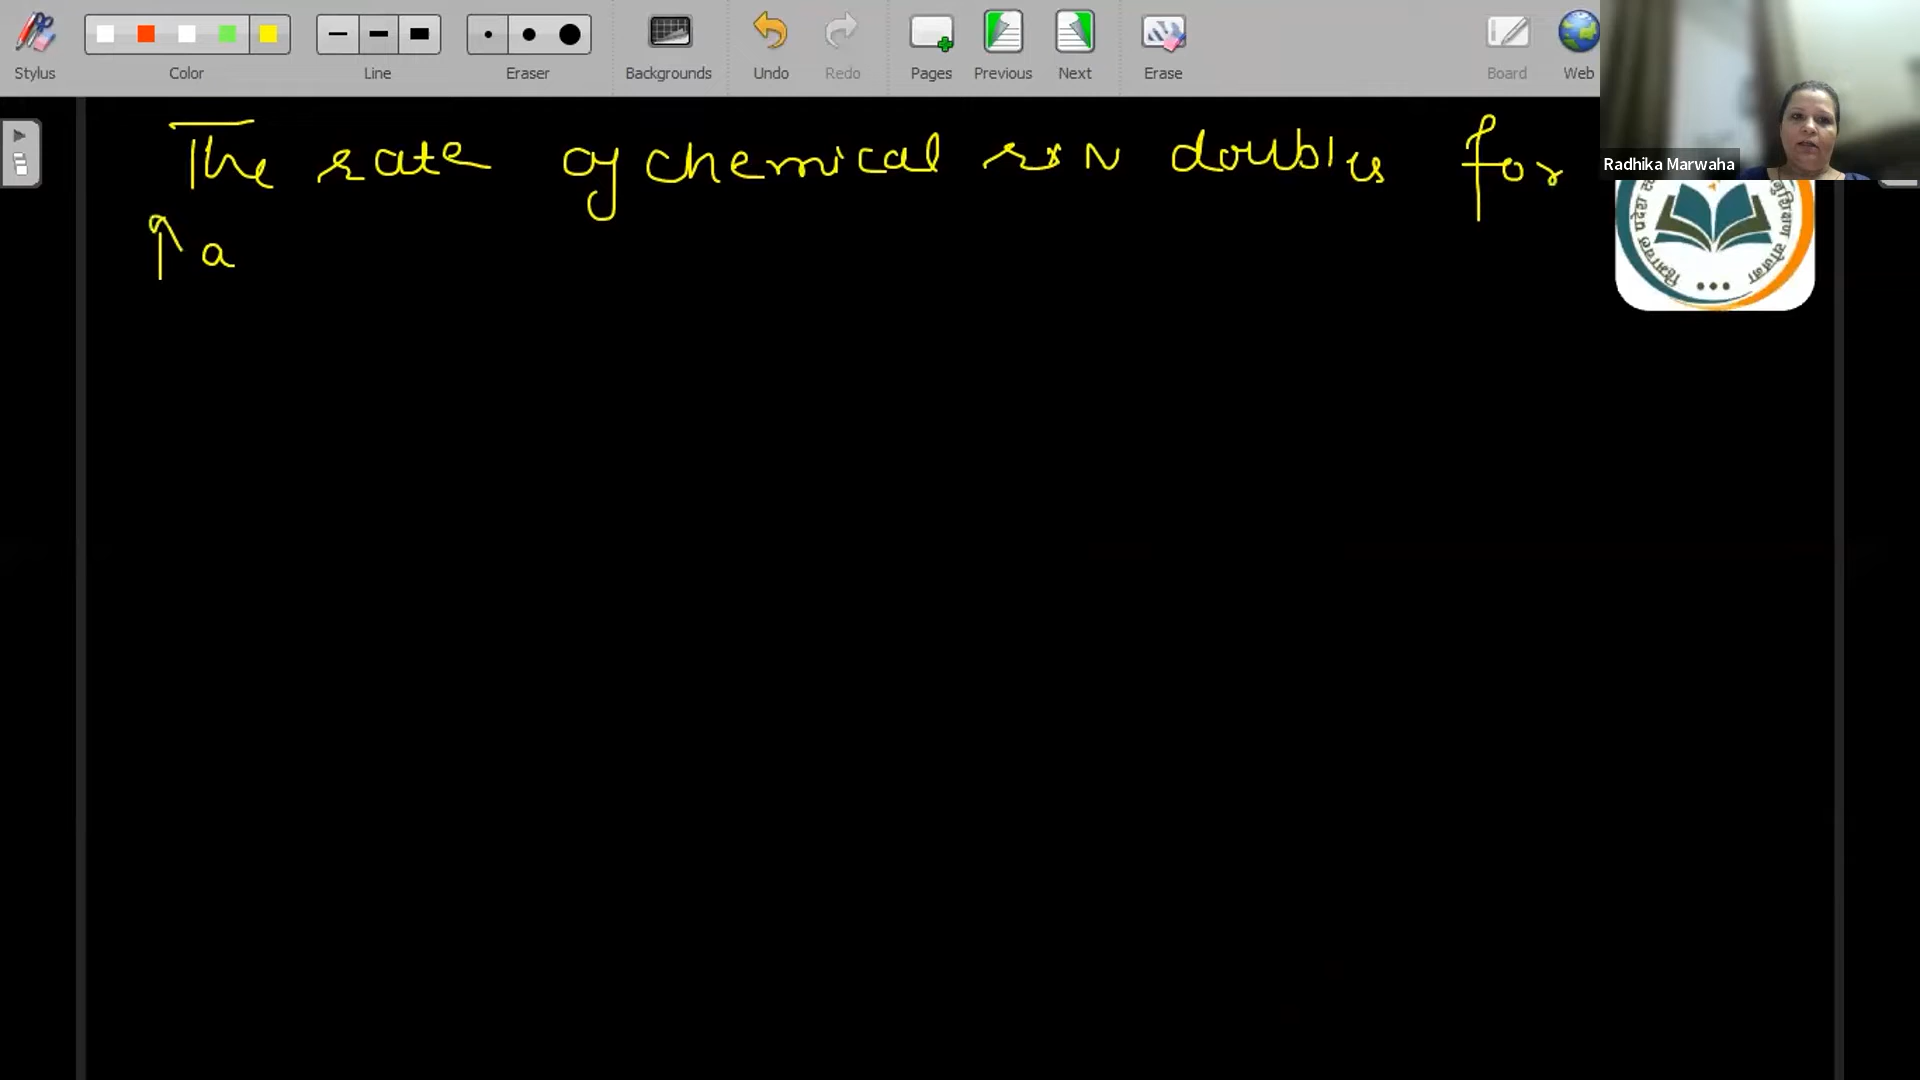 Stylus
Color
Line
Eraser
Backgrounds
Undo
Redo
Pages
Previous
Next
Erase
Board
Web
Radhika Marwaha
The rate of chemical rxN doubles for
↑ a